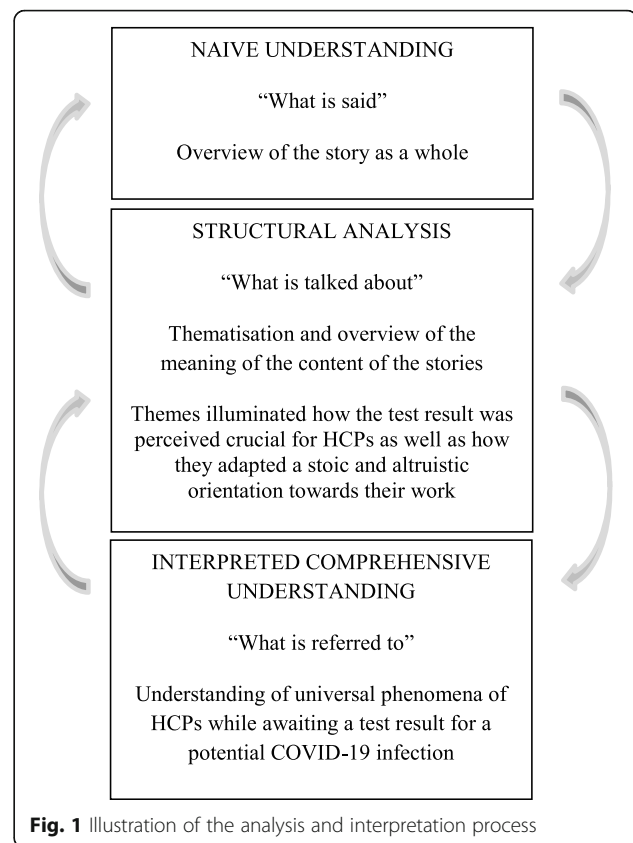 NAIVE UNDERSTANDING
“What is said”
Overview of the story as a whole
STRUCTURAL ANALYSIS
“What is talked about”
Thematisation and overview of the
meaning of the content of the stories
Themes illuminated how the test result was
perceived crucial for HCPs as well as how
they adapted a stoic and altruistic
orientation towards their work
INTERPRETED COMPREHENSIVE
UNDERSTANDING
“What is referred to”
Understanding of universal phenomena of
HCPs while awaiting a test result for a
potential COVID-19 infection
Fig. 1 Illustration of the analysis and interpretation process